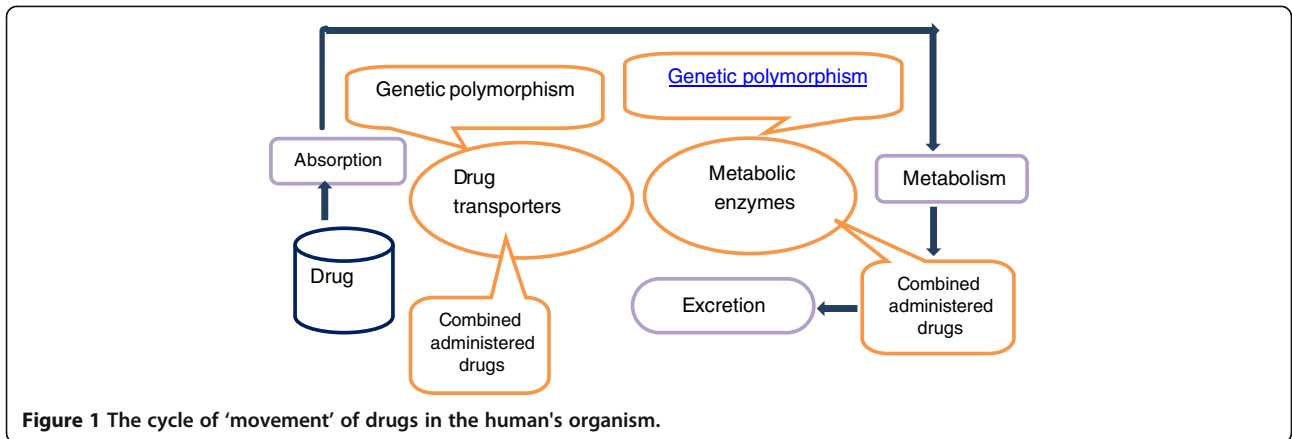 Genetic polymorphism
Genetic polymorphism
Absorption
Drug
transporters
Metabolic
enzymes
Metabolism
Drug
Combined
administered
drugs
Excretion
Combined
administered
drugs
Figure 1 The cycle of ‘movement’ of drugs in the human's organism.